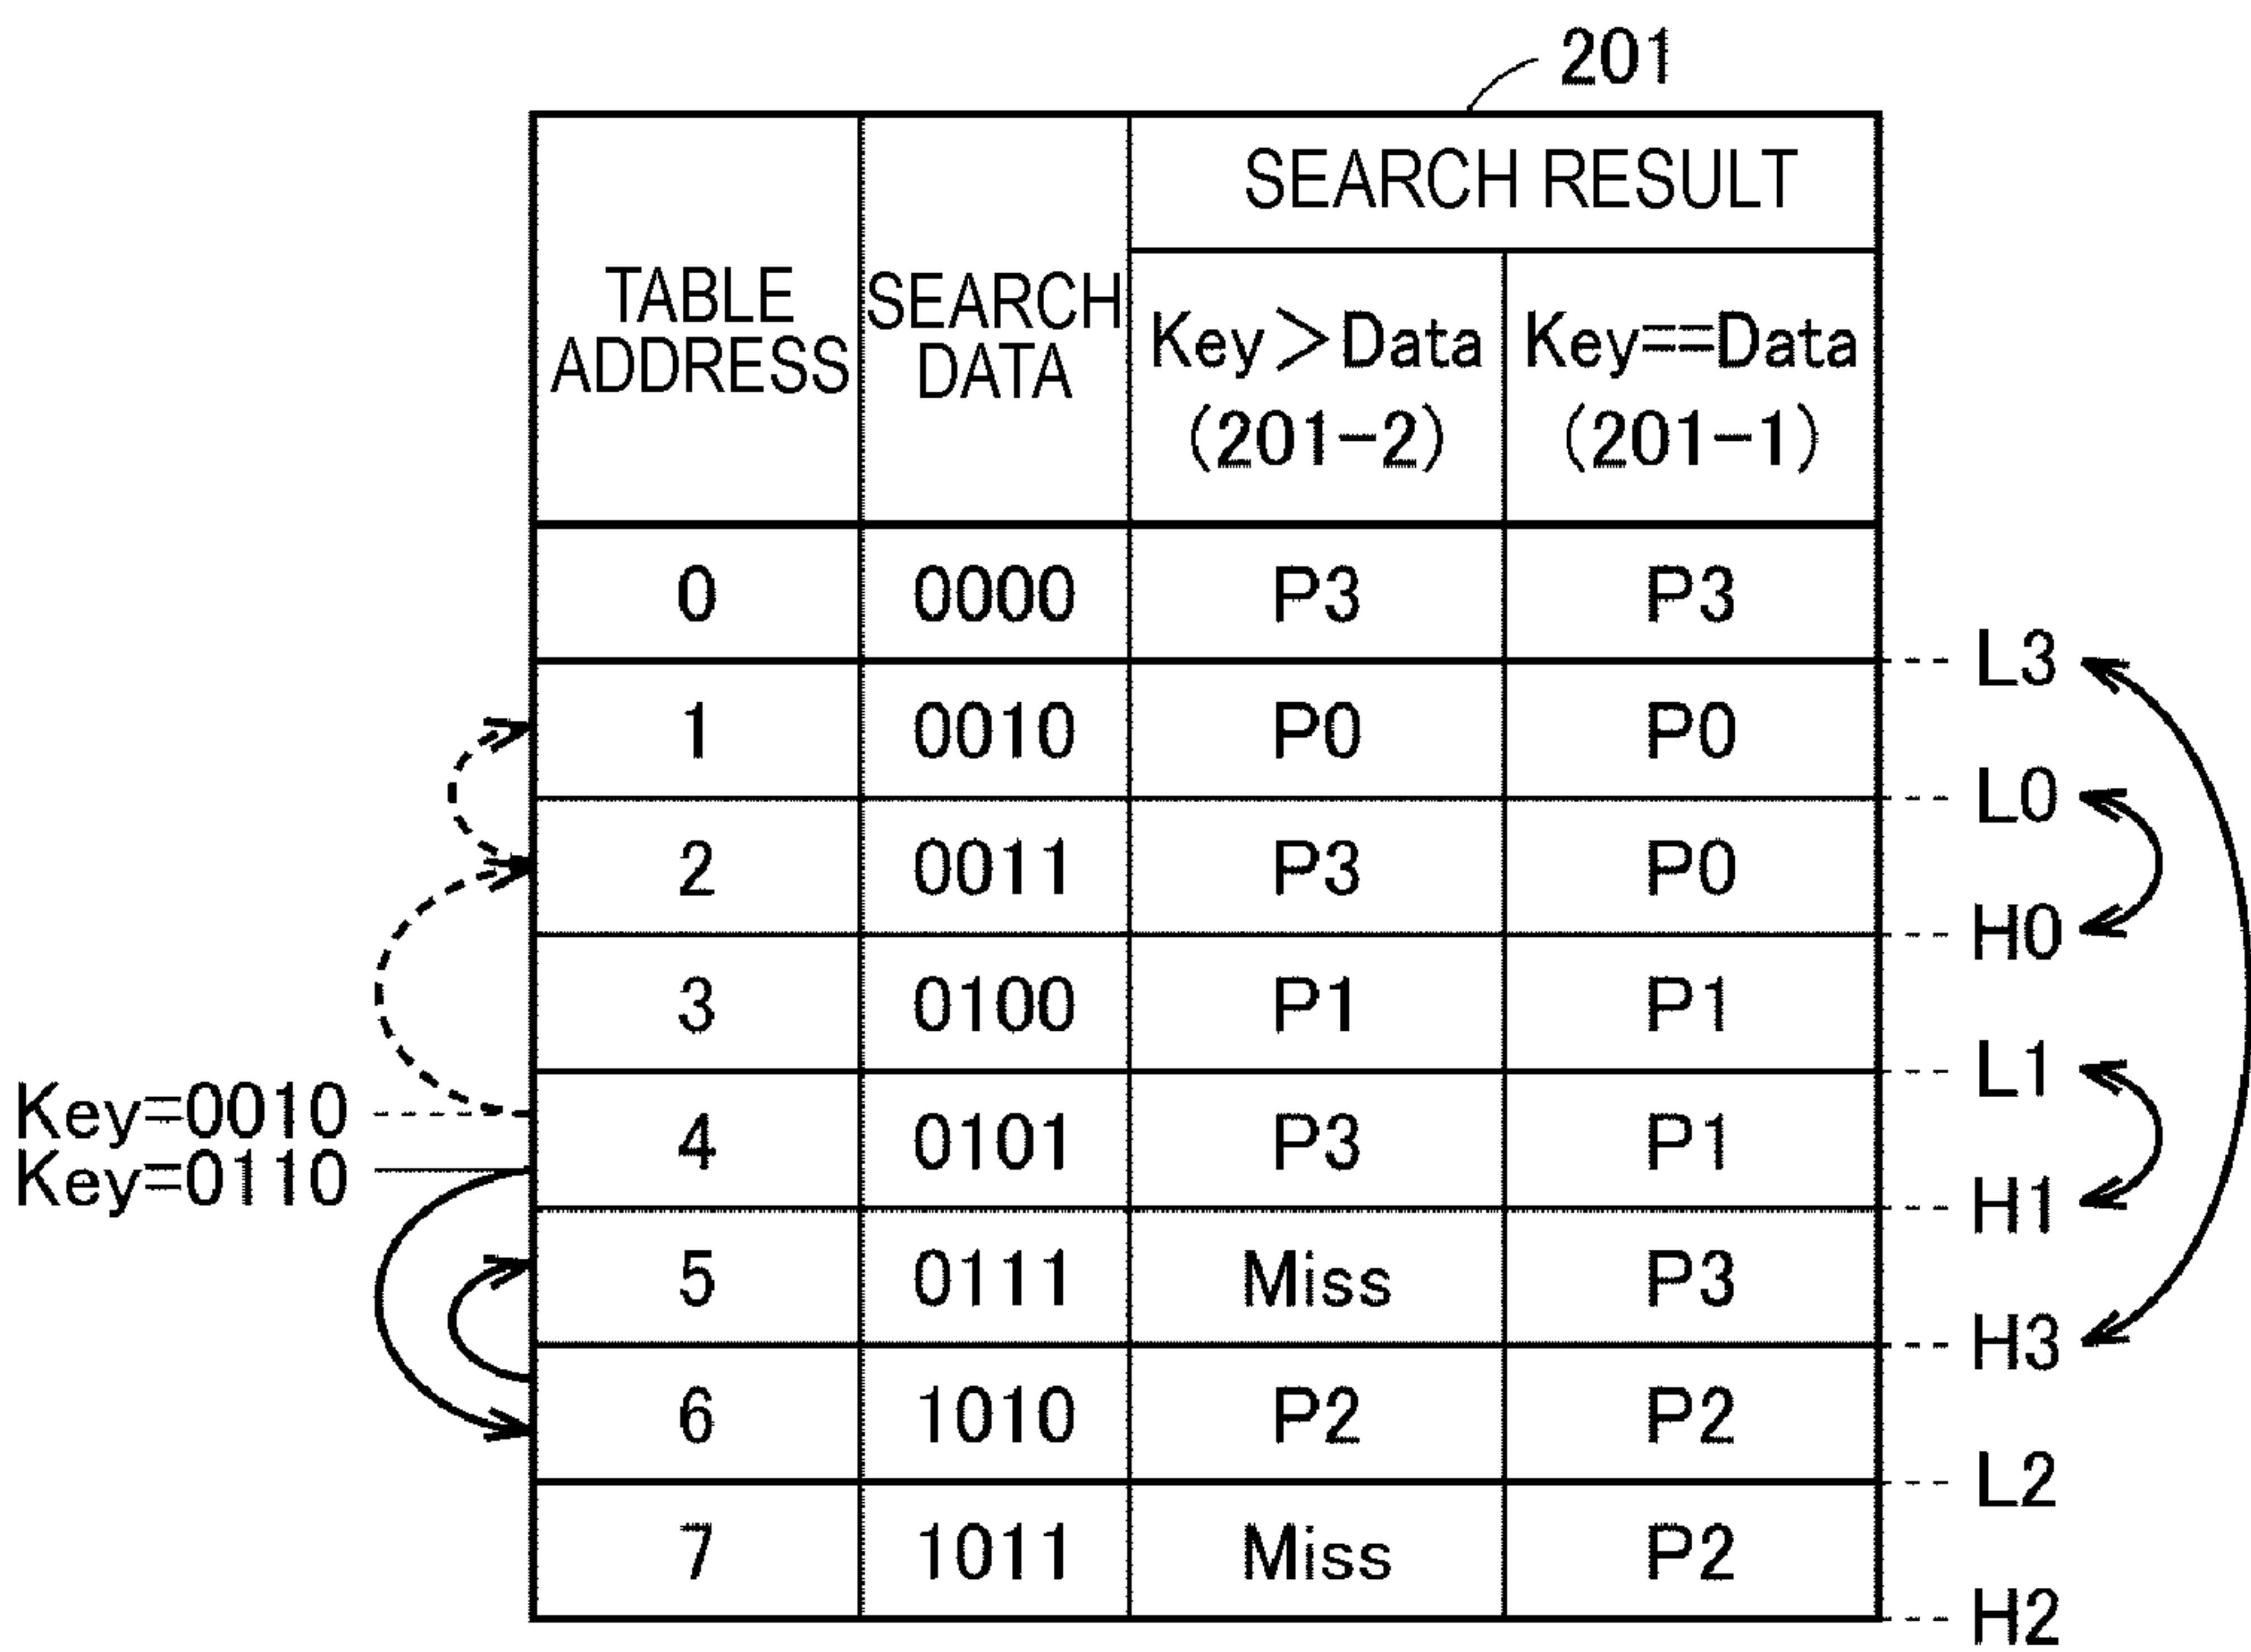 201
SEARCH RESULT
TABLE ADDRESS
SEARCH DATA
Key>Data (201-2)
Key==Data (201-1)
0 0000 P3 P3
L3
1 0010 P0 P0
L0
2 0011 P3 P0
H0
3 0100 P1 P1
L1
Key=0010
Key=0110
4 0101 P3 P1
H1
5 0111 Miss P3
H3
6 1010 P2 P2
L2
7 1011 Miss P2
H2